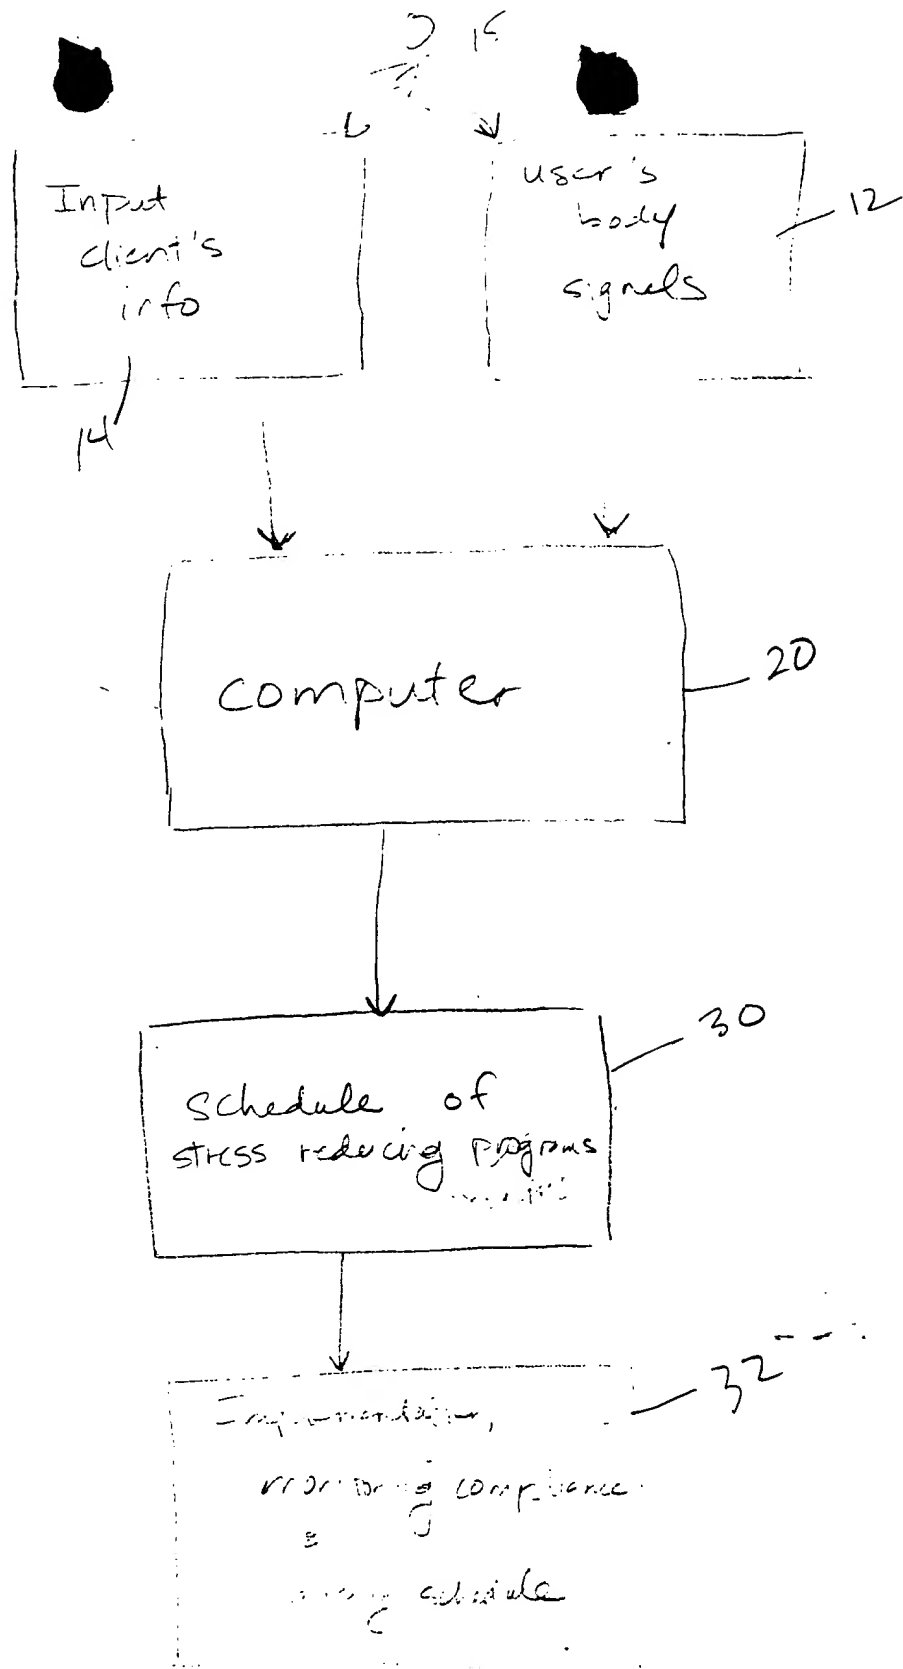 Input
client's
info
14
user's
body
signals
12
computer
20
30
schedule of
stress reducing programs
32
Implementation,
monitoring compliance
&
schedule